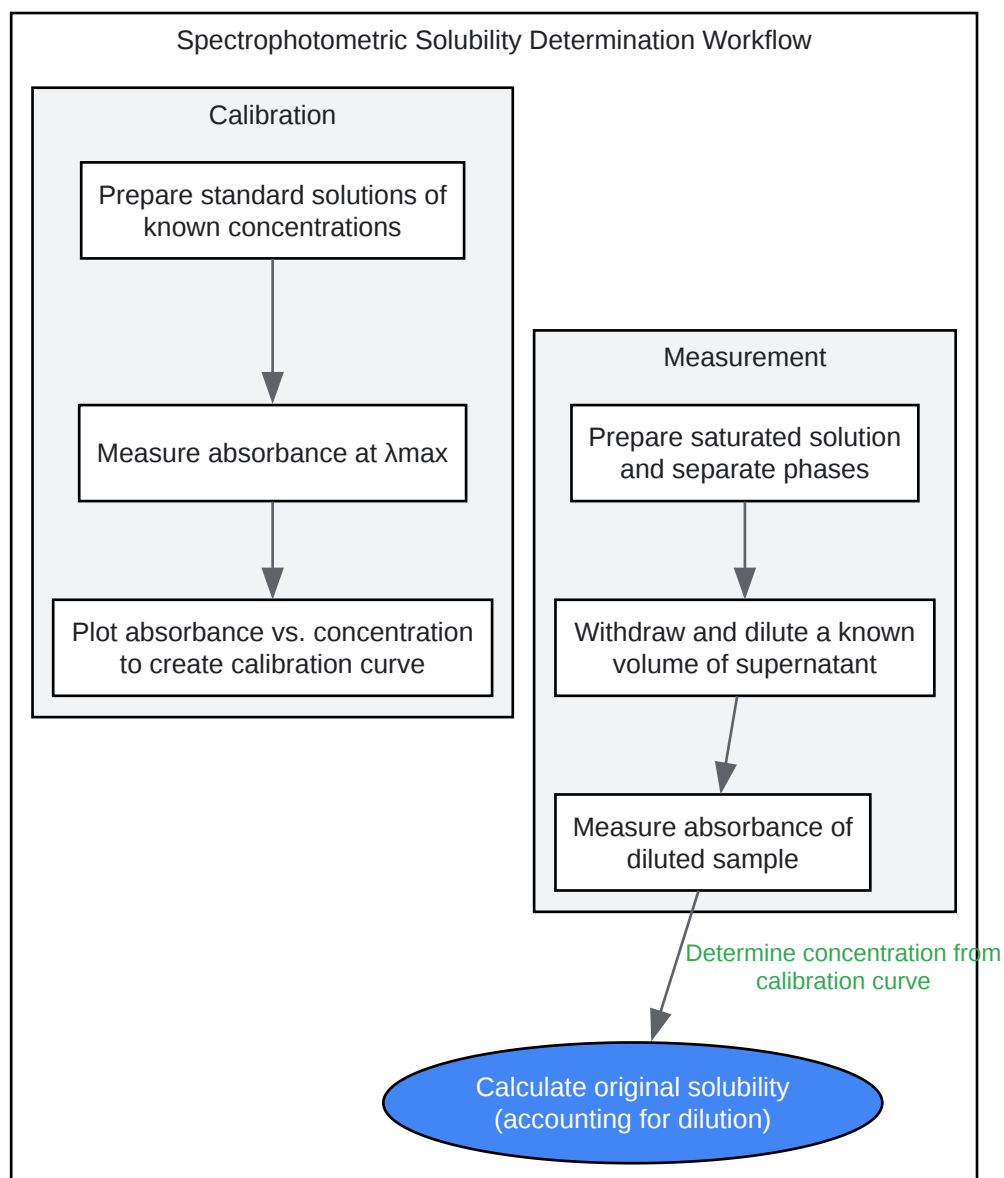 Spectrophotometric Solubility Determination Workflow
Calibration
Prepare standard solutions of
known concentrations
Measure absorbance at λmax
Plot absorbance vs. concentration
to create calibration curve
Measurement
Prepare saturated solution
and separate phases
Withdraw and dilute a known
volume of supernatant
Measure absorbance of
diluted sample
Determine concentration from
calibration curve
Calculate original solubility
(accounting for dilution)